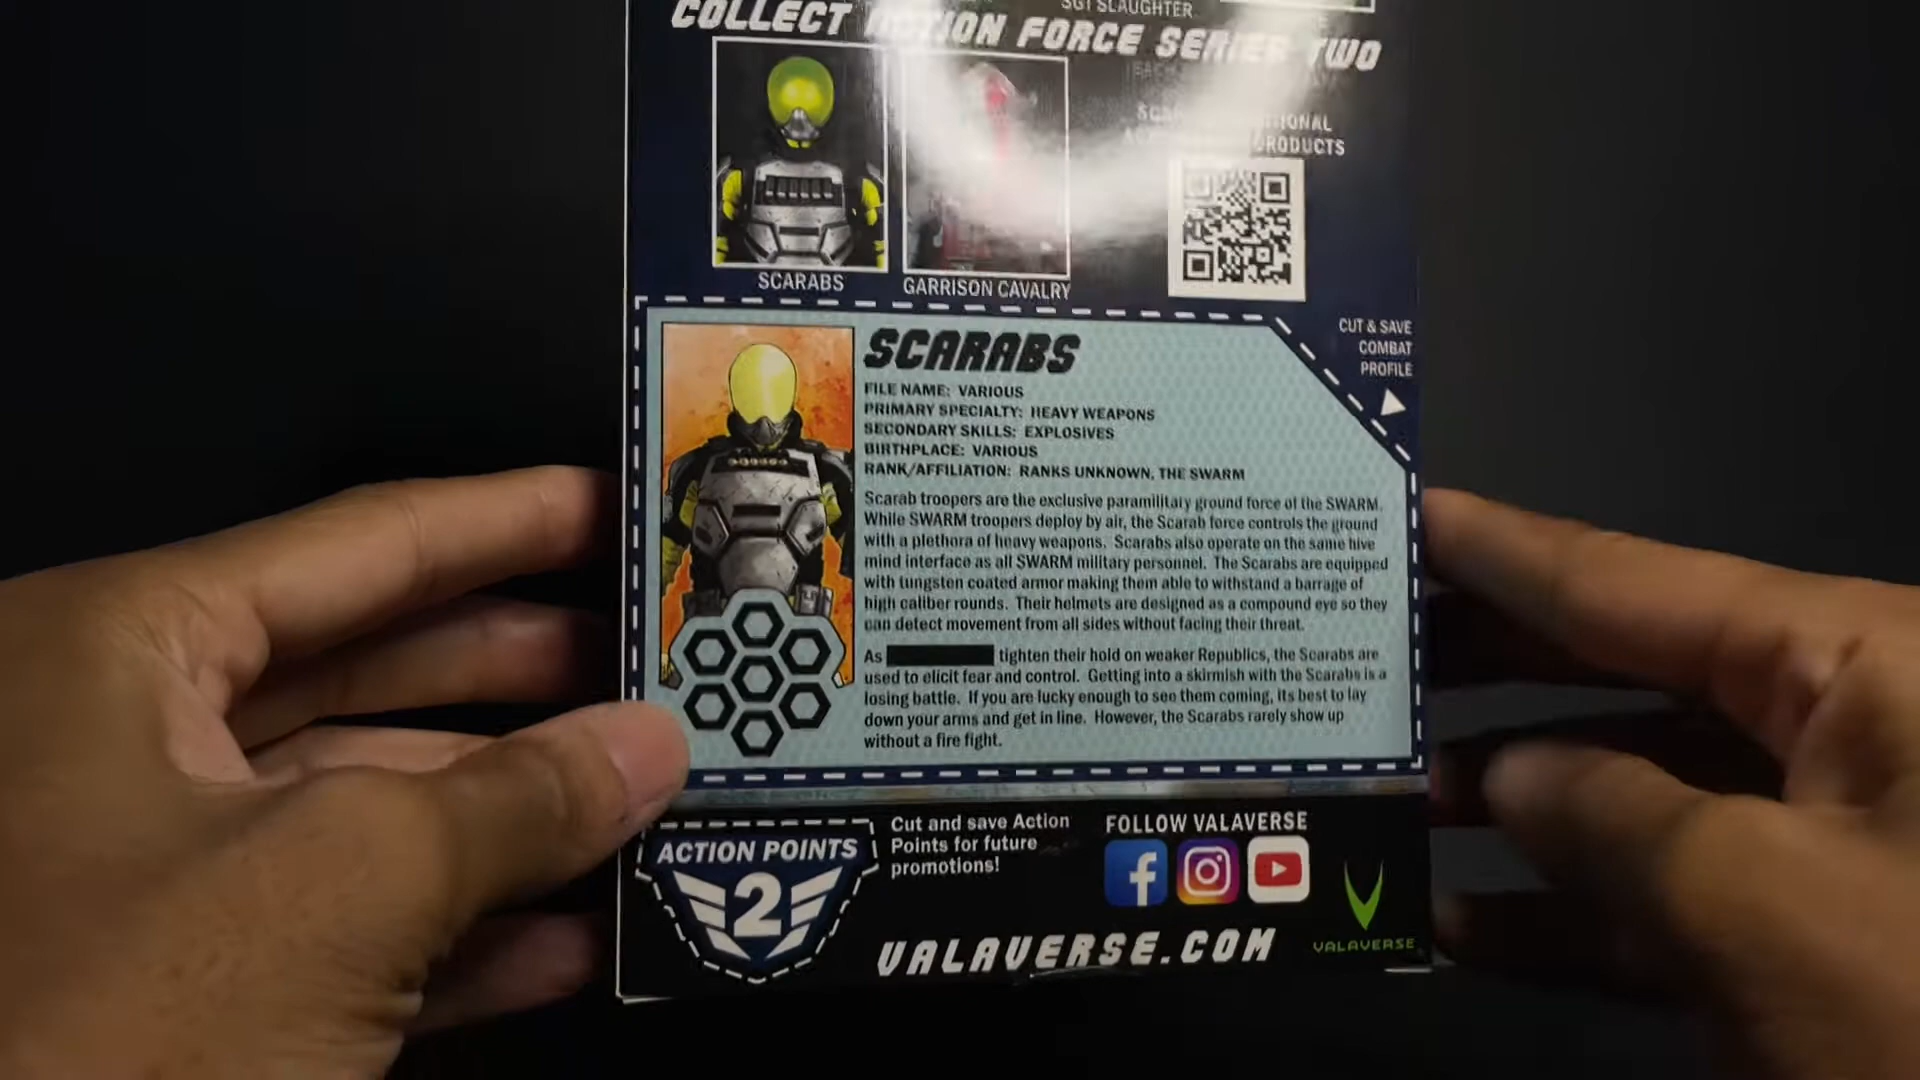 SGT SLAUGHTER
COLLECT ACTION FORCE SERIES TWO
PRODUCTS
SCARABS
GARRISON CAVALRY
CUT & SAVE
COMBAT
PROFILE
SCARABS
FILE NAME: VARIOUS
PRIMARY SPECIALTY: HEAVY WEAPONS
SECONDARY SKILLS: EXPLOSIVES
BIRTHPLACE: VARIOUS
RANK/AFFILIATION: RANKS UNKNOWN, THE SWARM
Scarab troopers are the exclusive paramilitary ground force of the SWARM.
While SWARM troopers deploy by air, the Scarab force controls the ground
with a plethora of heavy weapons. Scarabs also operate on the same hive
mind interface as all SWARM military personnel. The Scarabs are equipped
with tungsten coated armor making them able to withstand a barrage of
high caliber rounds. Their helmets are designed as a compound eye so they
can detect movement from all sides without facing their threat.
As tighten their hold on weaker Republics, the Scarabs are
used to elicit fear and control. Getting into a skirmish with the Scarabs is a
losing battle. If you are lucky enough to see them coming, its best to lay
down your arms and get in line. However, the Scarabs rarely show up
without a fire fight.
ACTION POINTS
2
Cut and save Action
Points for future
promotions!
FOLLOW VALAVERSE
VALAVERSE.COM
VALAVERSE